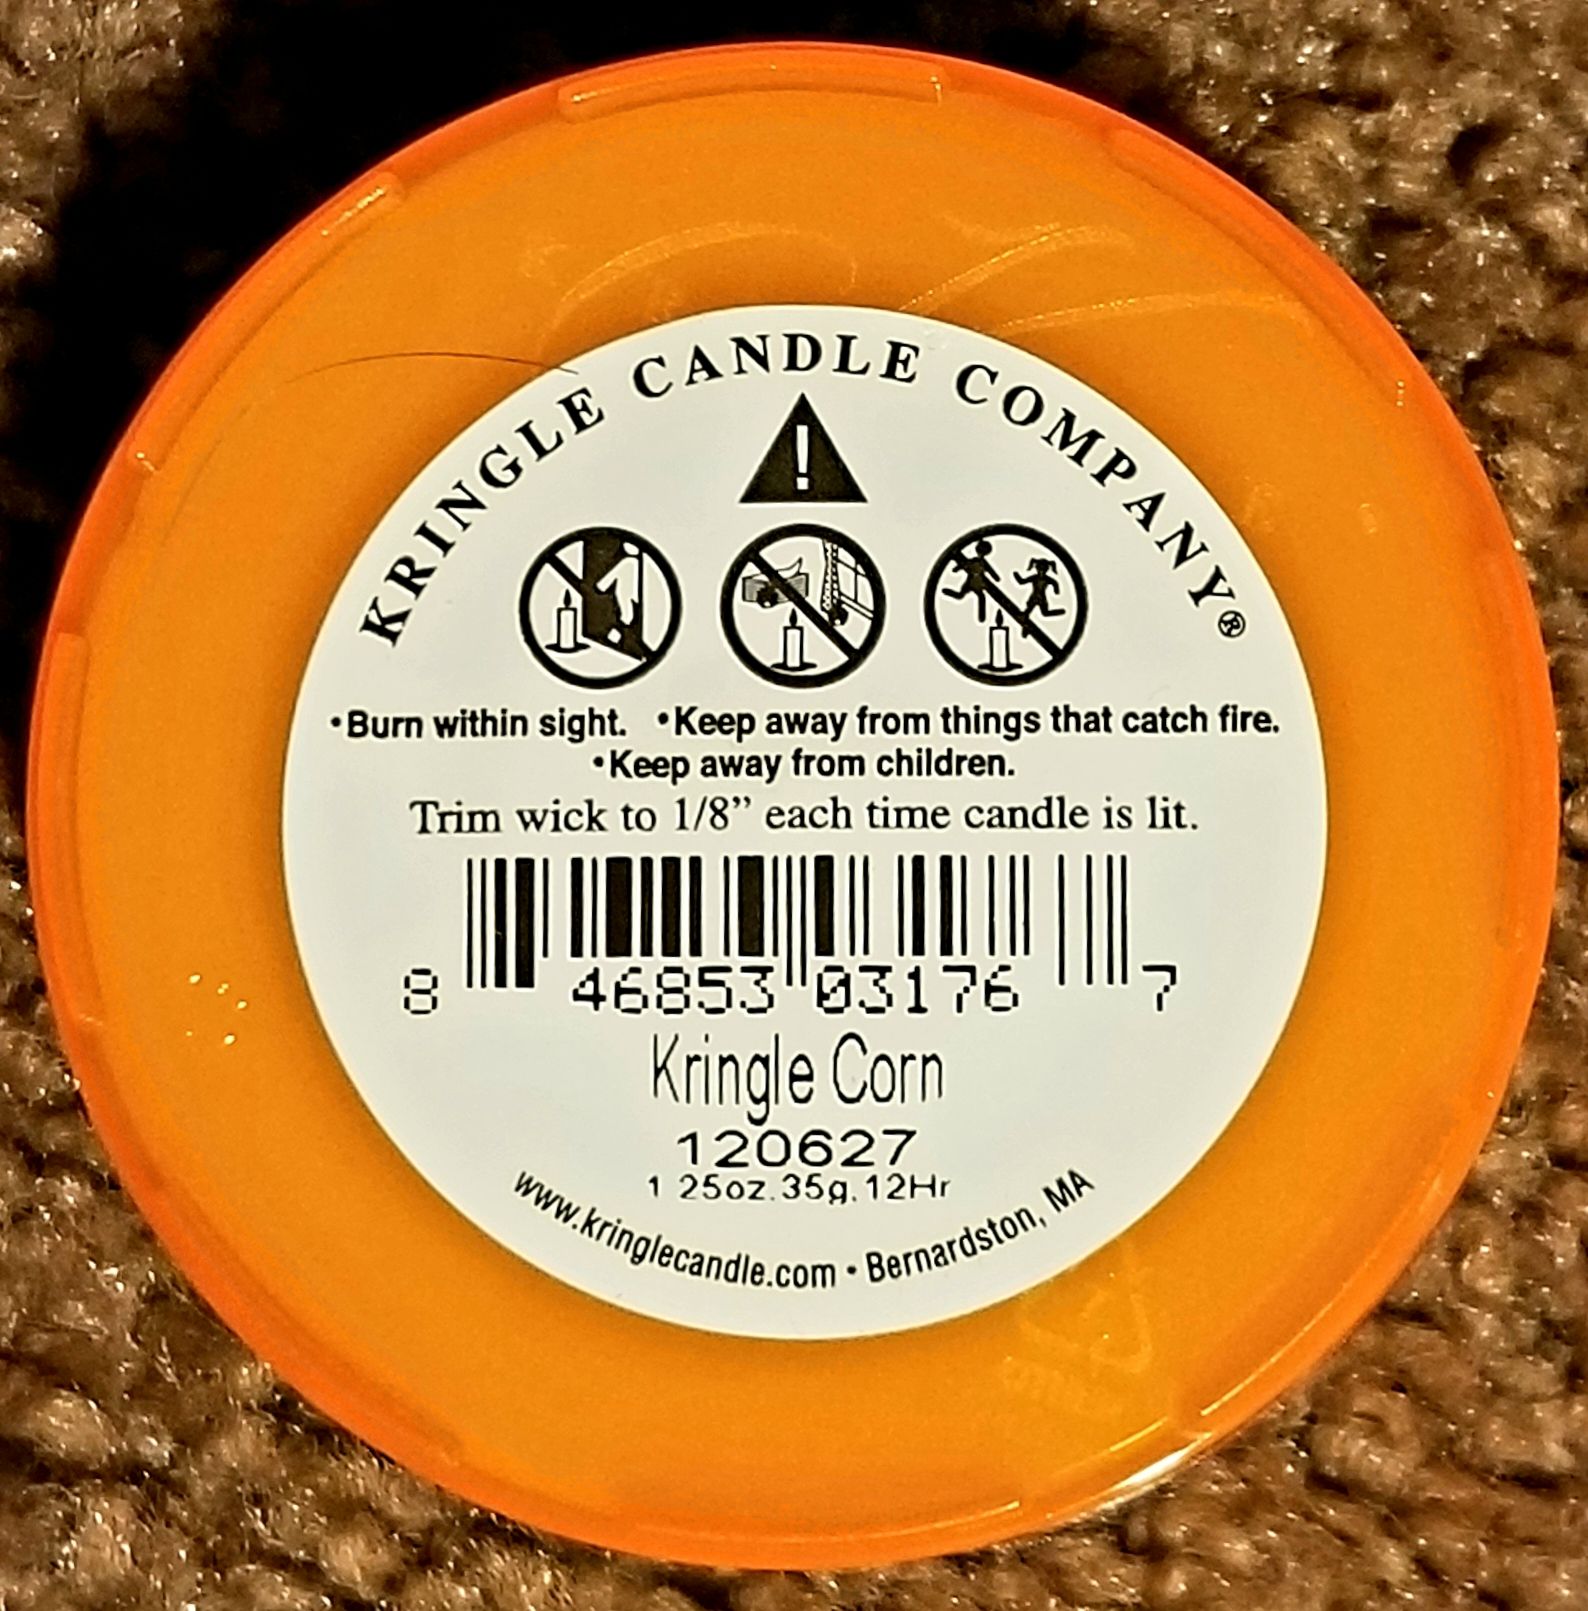 KRINGLE CANDLE COMPANY®
!
•Burn within sight. •Keep away from things that catch fire.
•Keep away from children.
Trim wick to 1/8” each time candle is lit.
8 46853 03176 7
Kringle Corn
120627
1 25oz.35g.12Hr
www.kringlecandle.com • Bernardston, MA